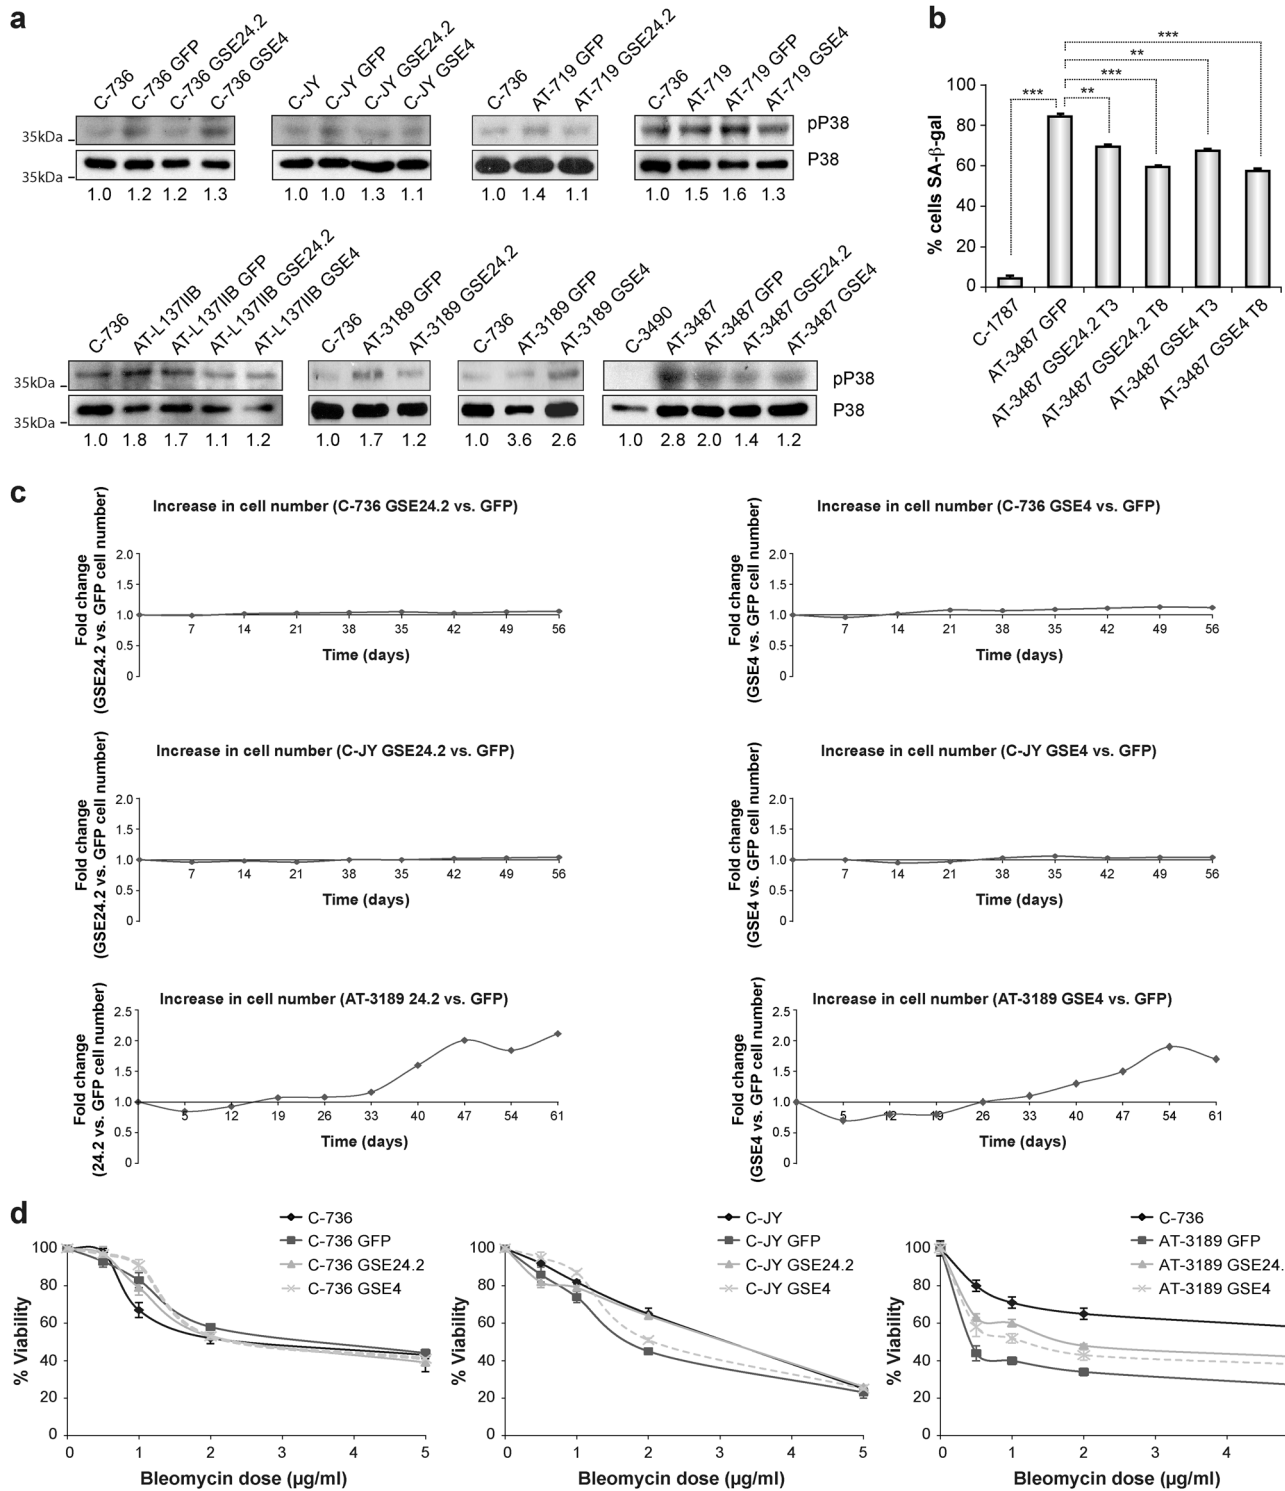 a
C-736
C-736 GFP
C-736 GSE24.2
C-736 GSE4
C-JY
C-JY GFP
C-JY GSE24.2
C-JY GSE4
C-736
AT-719 GFP
AT-719 GSE24.2
C-736
AT-719
AT-719 GFP
AT-719 GSE4
35kDa
pP38
35kDa
P38
1.0 1.2 1.2 1.3
1.0 1.0 1.3 1.1
1.0 1.4 1.1
1.0 1.5 1.6 1.3
C-736
AT-L137IIB
AT-L137IIB GFP
AT-L137IIB GSE24.2
AT-L137IIB GSE4
C-736
AT-3189 GFP
AT-3189 GSE24.2
C-736
AT-3189 GFP
AT-3189 GSE4
C-3490
AT-3487
AT-3487 GFP
AT-3487 GSE24.2
AT-3487 GSE4
35kDa
pP38
35kDa
P38
1.0 1.8 1.7 1.1 1.2
1.0 1.7 1.2
1.0 3.6 2.6
1.0 2.8 2.0 1.4 1.2
b
% cells SA-β-gal
100
80
60
40
20
0
***
**
***
**
***
C-1787
AT-3487 GFP
AT-3487 GSE24.2 T3
AT-3487 GSE24.2 T8
AT-3487 GSE4 T3
AT-3487 GSE4 T8
c
Increase in cell number (C-736 GSE24.2 vs. GFP)
Fold change
(GSE24.2 vs. GFP cell number)
2.0
1.5
1.0
0.5
0
7 14 21 38 35 42 49 56
Time (days)
Increase in cell number (C-736 GSE4 vs. GFP)
Fold change
(GSE4 vs. GFP cell number)
2.0
1.5
1.0
0.5
0
7 14 21 38 35 42 49 56
Time (days)
Increase in cell number (C-JY GSE24.2 vs. GFP)
Fold change
(GSE24.2 vs. GFP cell number)
2.0
1.5
1.0
0.5
0
7 14 21 38 35 42 49 56
Time (days)
Increase in cell number (C-JY GSE4 vs. GFP)
Fold change
(GSE4 vs. GFP cell number)
2.0
1.5
1.0
0.5
0
7 14 21 38 35 42 49 56
Time (days)
Increase in cell number (AT-3189 24.2 vs. GFP)
Fold change
(24.2 vs. GFP cell number)
2.5
2.0
1.5
1.0
0.5
0
5 12 19 26 33 40 47 54 61
Time (days)
Increase in cell number (AT-3189 GSE4 vs. GFP)
Fold change
(GSE4 vs. GFP cell number)
2.5
2.0
1.5
1.0
0.5
0
5 12 19 26 33 40 47 54 61
Time (days)
d
C-736
C-736 GFP
C-736 GSE24.2
C-736 GSE4
% Viability
100
80
60
40
20
0
0 1 2 3 4 5
Bleomycin dose (µg/ml)
C-JY
C-JY GFP
C-JY GSE24.2
C-JY GSE4
% Viability
100
80
60
40
20
0
0 1 2 3 4 5
Bleomycin dose (µg/ml)
C-736
AT-3189 GFP
AT-3189 GSE24.
AT-3189 GSE4
% Viability
100
80
60
40
20
0
0 1 2 3 4
Bleomycin dose (µg/ml)